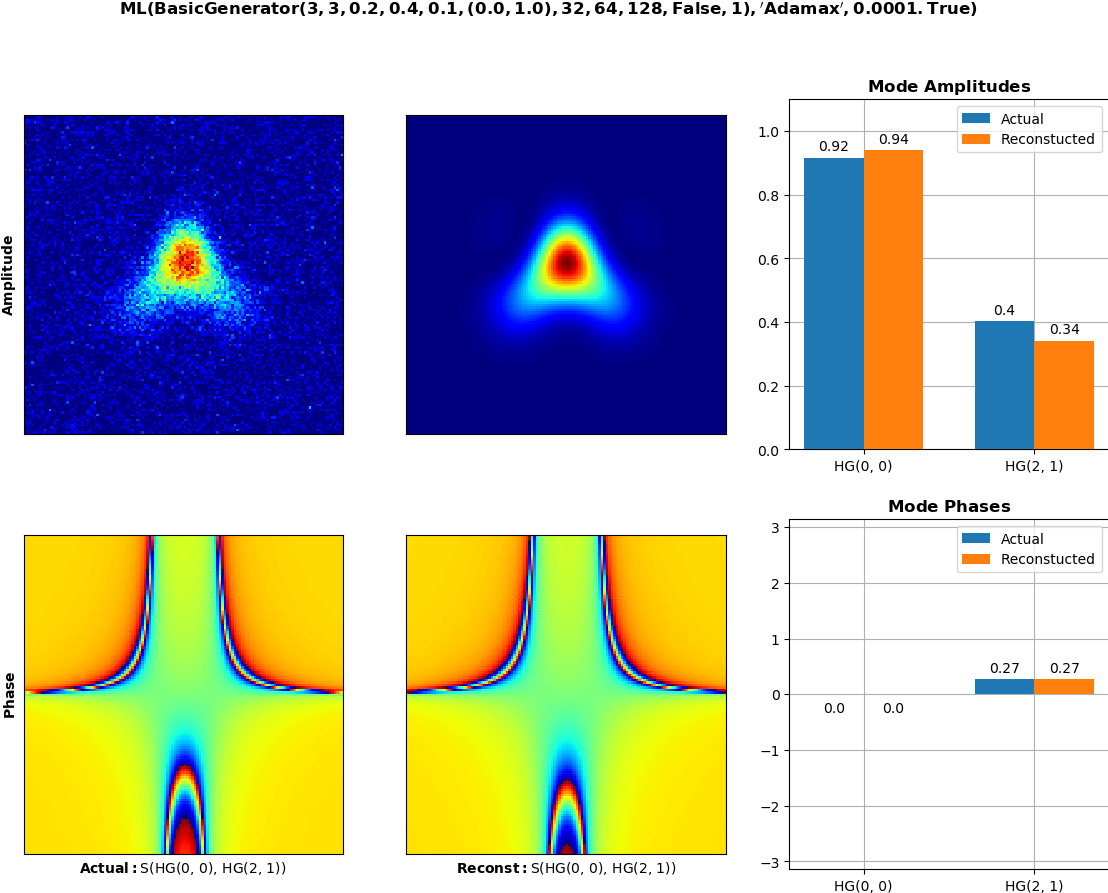 ML(BasicGenerator(3, 3, 0.2, 0.4, 0.1, (0.0, 1.0), 32, 64, 128, False, 1), ′Adamax′, 0.0001. True)
Amplitude
Mode Amplitudes
Actual
Reconstucted
1.0
0.8
0.6
0.4
0.2
0.0
0.92
0.94
0.4
0.34
HG(0, 0)
HG(2, 1)
Phase
Actual: S(HG(0, 0), HG(2, 1))
Reconst: S(HG(0, 0), HG(2, 1))
Mode Phases
Actual
Reconstucted
3
2
1
0
−1
−2
−3
0.0
0.0
0.27
0.27
HG(0, 0)
HG(2, 1)